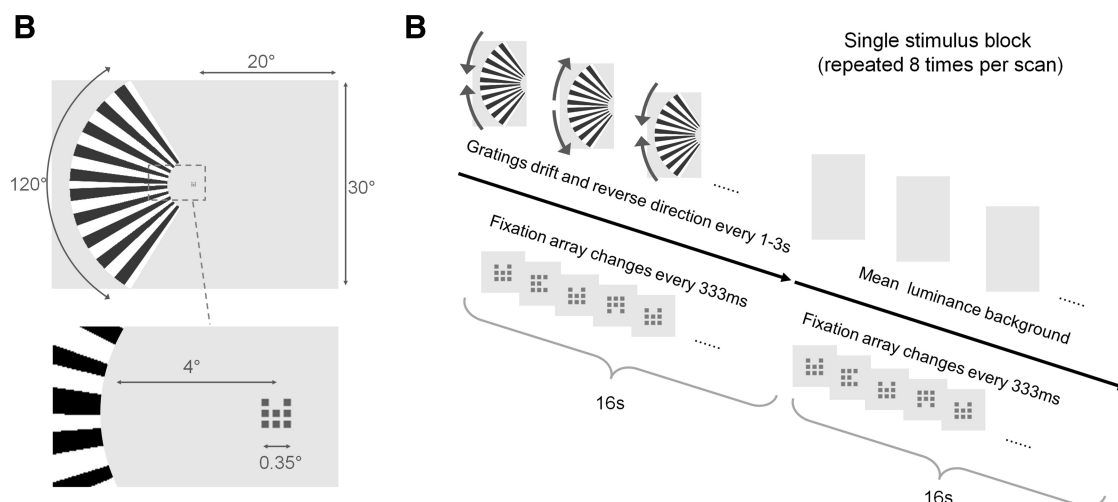 B
20°
120°
30°
4°
0.35°
B
Single stimulus block
(repeated 8 times per scan)
Gratings drift and reverse direction every 1-3s
......
Fixation array changes every 333ms
......
16s
Mean luminance background
......
Fixation array changes every 333ms
......
16s